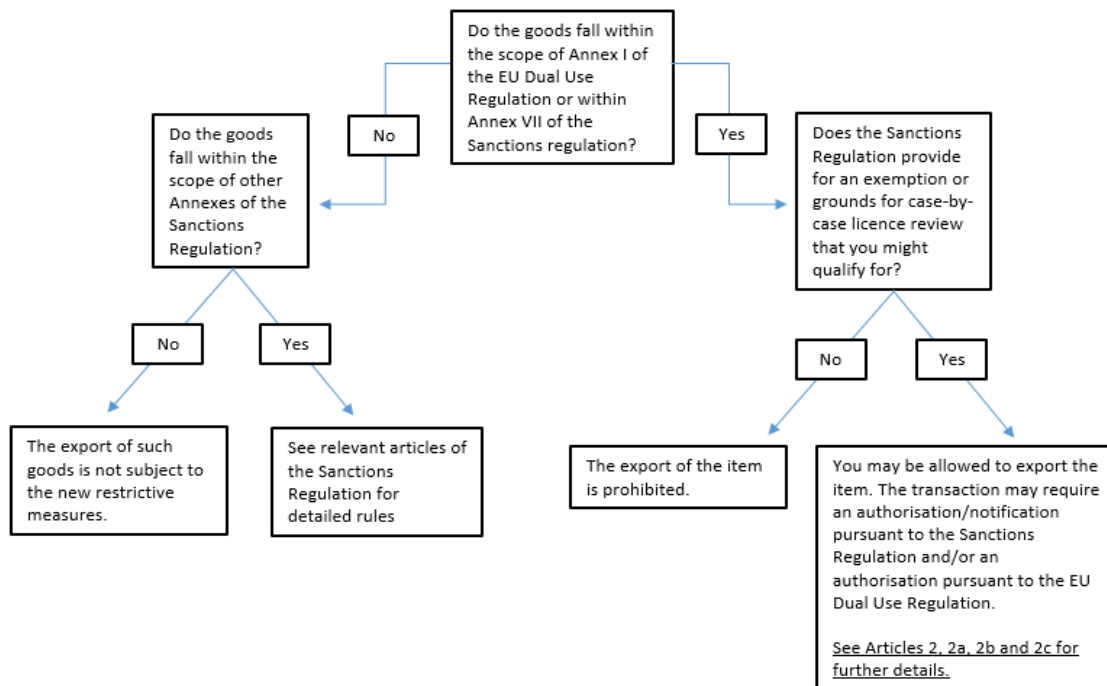 Do the goods fall within
the scope of Annex I of
the EU Dual Use
Regulation or within
Annex VII of the
Sanctions regulation?
No
Yes
Do the goods
fall within the
scope of other
Annexes of the
Sanctions
Regulation?
Does the Sanctions
Regulation provide
for an exemption or
grounds for case-by-
case licence review
that you might
qualify for?
No
Yes
No
Yes
The export of such
goods is not subject to
the new restrictive
measures.
See relevant articles of
the Sanctions
Regulation for
detailed rules
The export of the item
is prohibited.
You may be allowed to export the
item. The transaction may require
an authorisation/notification
pursuant to the Sanctions
Regulation and/or an
authorisation pursuant to the EU
Dual Use Regulation.
See Articles 2, 2a, 2b and 2c for
further details.